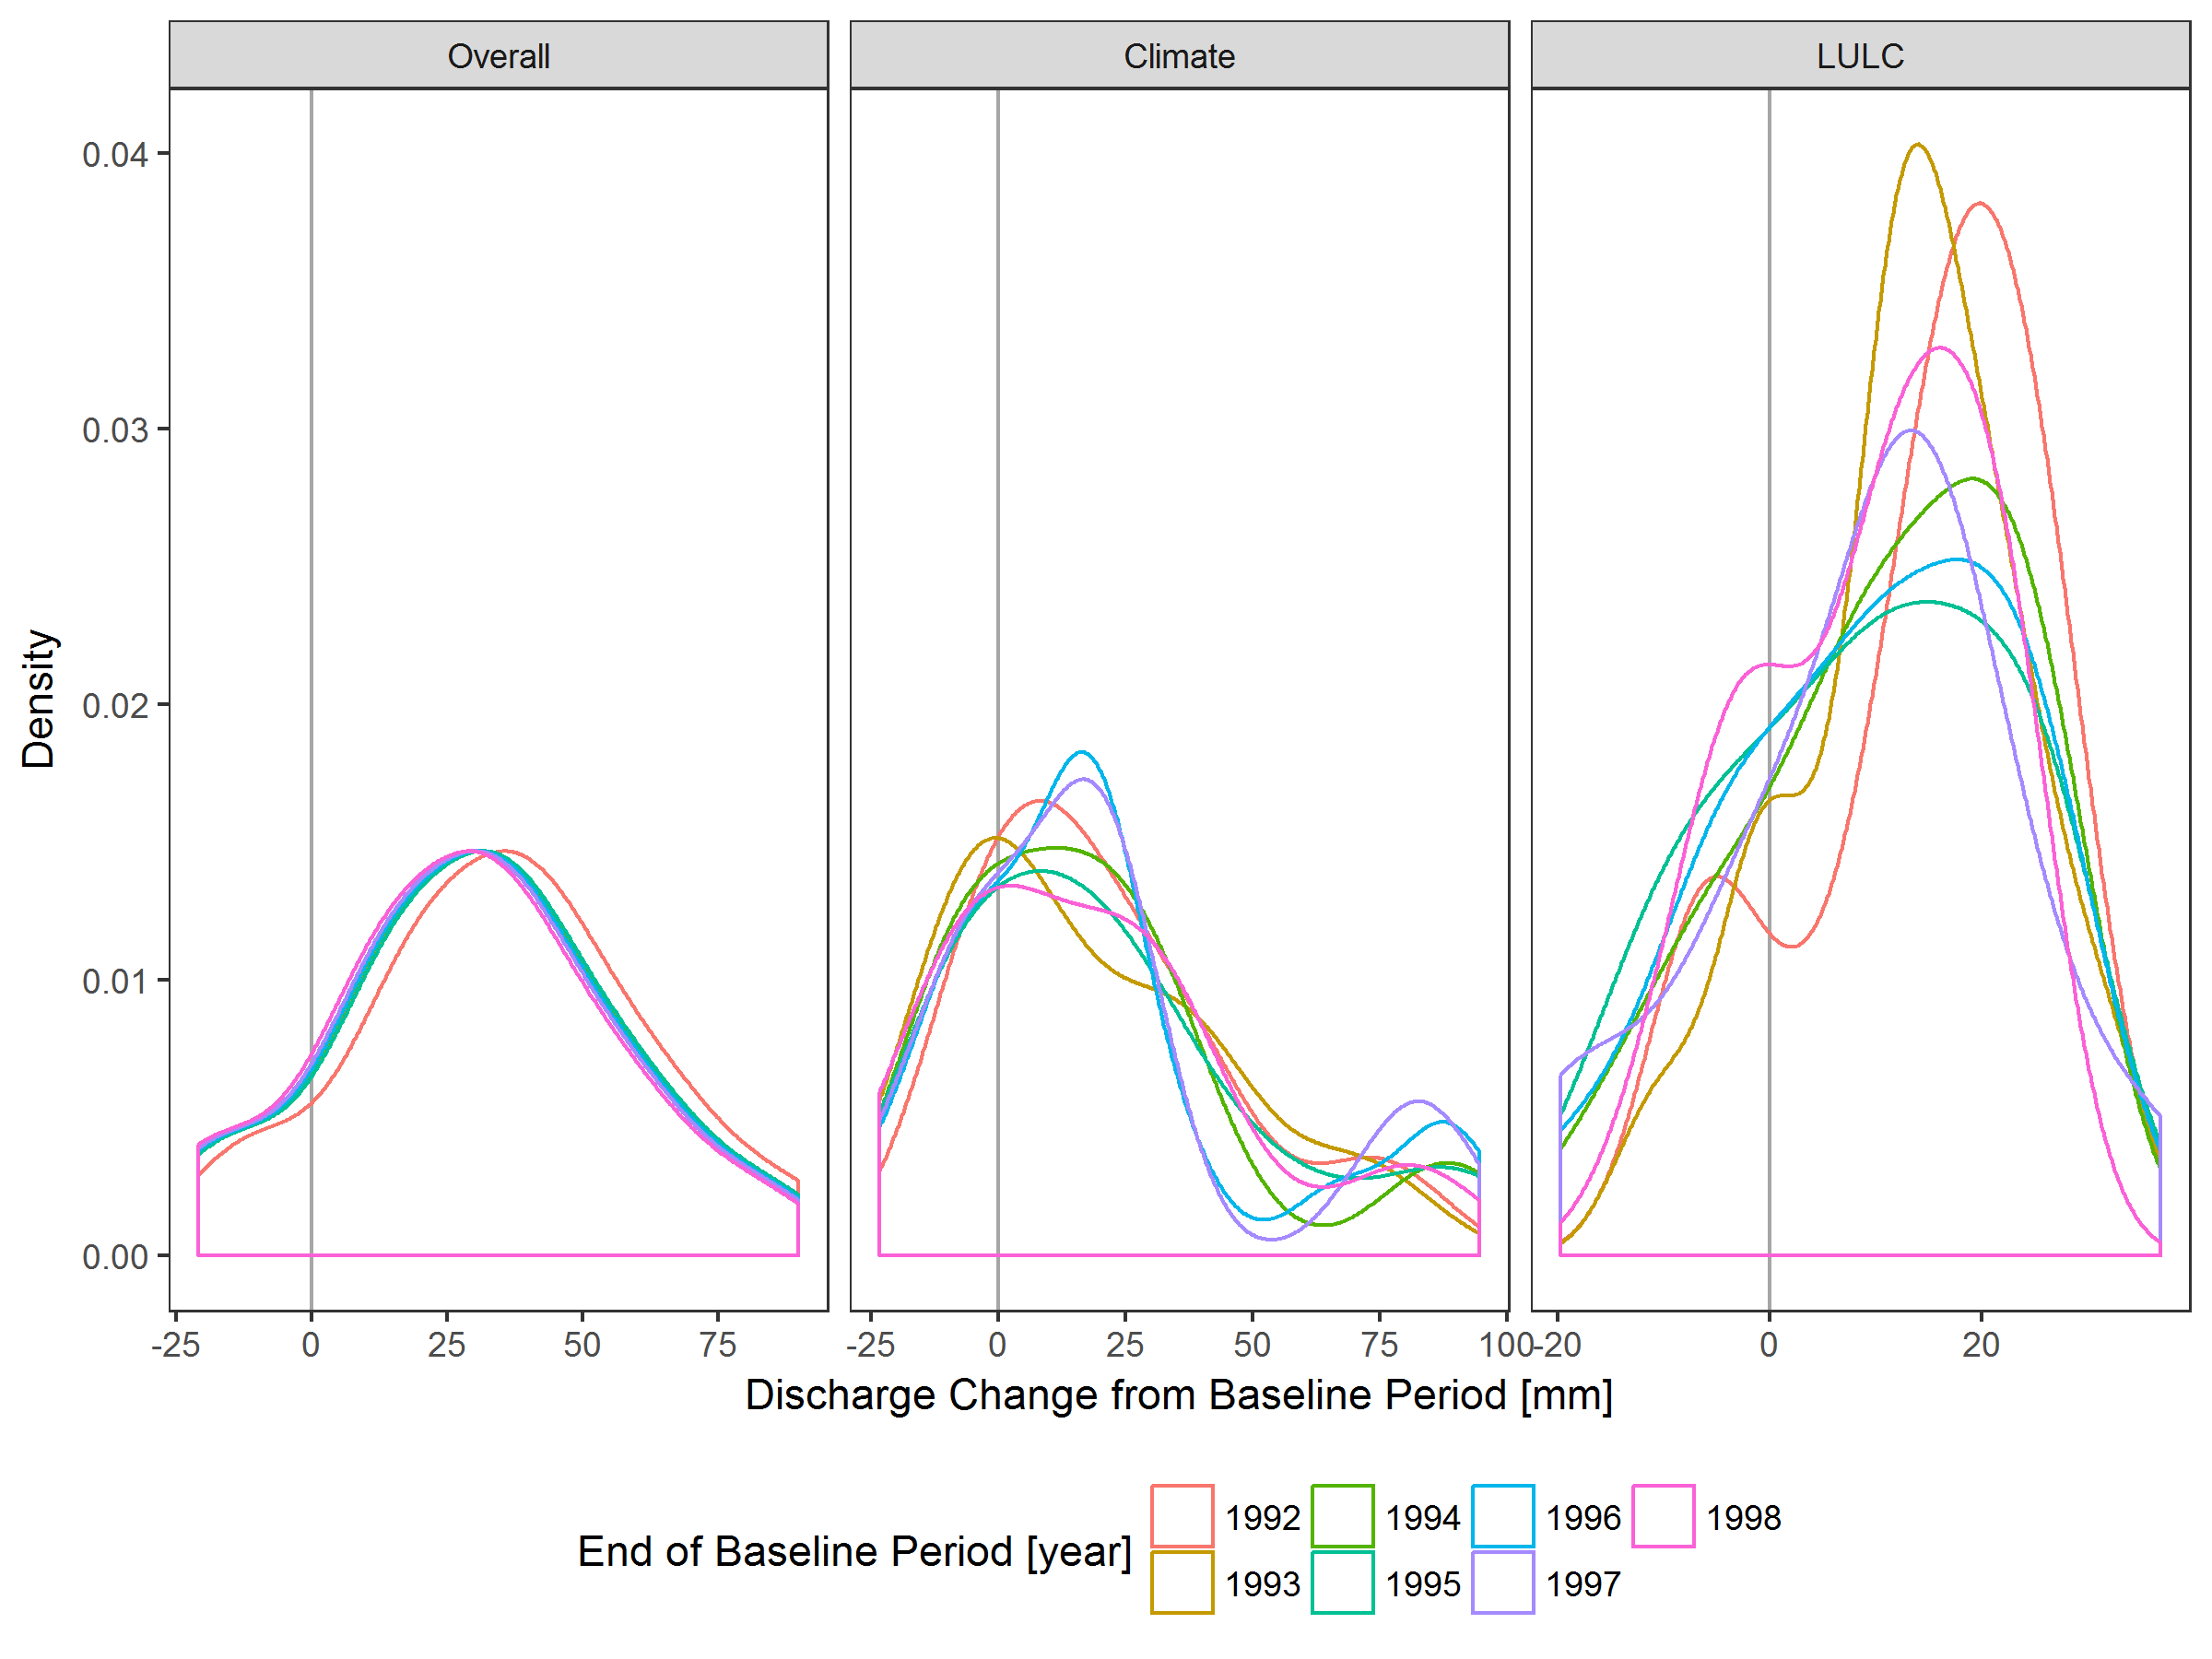 Overall Climate LULC
0.04
0.03
0.02
0.01
0.00
Density
-25 0 25 50 75 -25 0 25 50 75 100 -20 0 20
Discharge Change from Baseline Period [mm]
End of Baseline Period [year]
1992 1994 1996 1998
1993 1995 1997